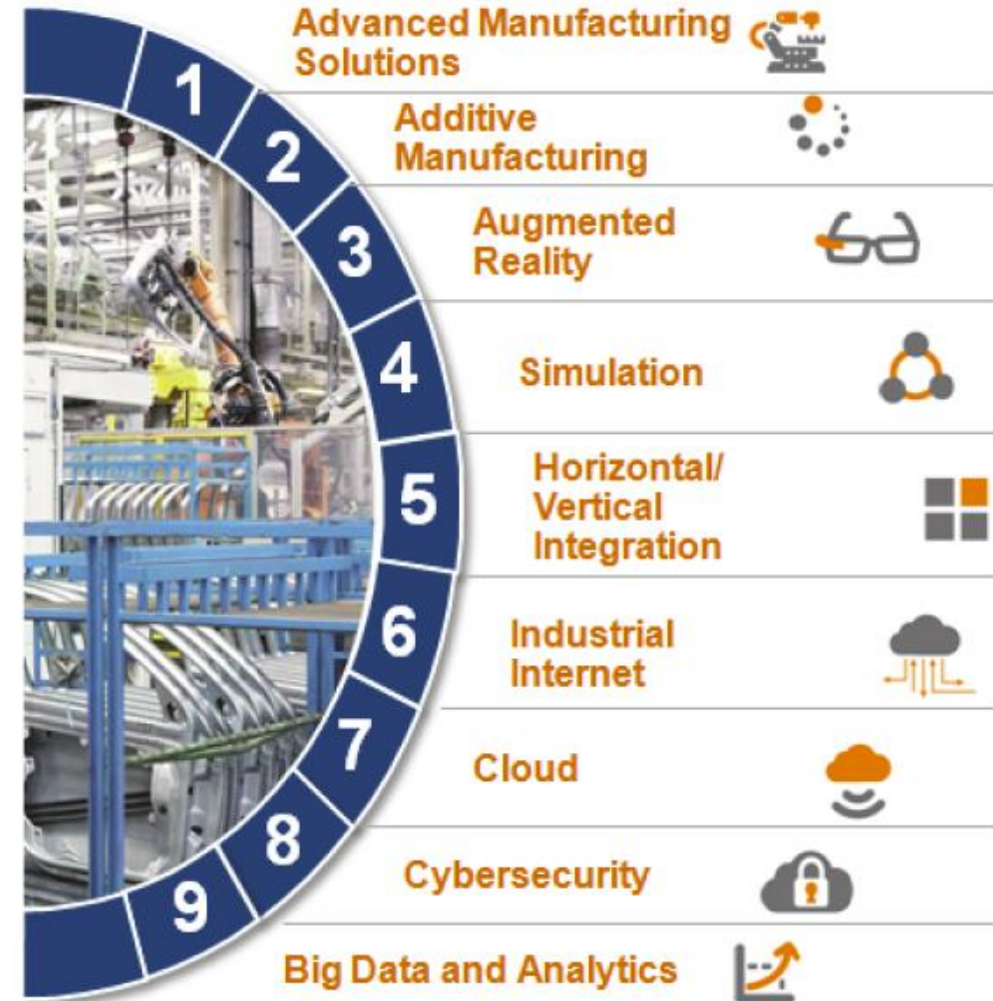 Advanced Manufacturing
Solutions
1
Additive
Manufacturing
2
Augmented
Reality
3
Simulation
4
Horizontal/
Vertical
Integration
5
Industrial
Internet
6
Cloud
7
Cybersecurity
8
Big Data and Analytics
9